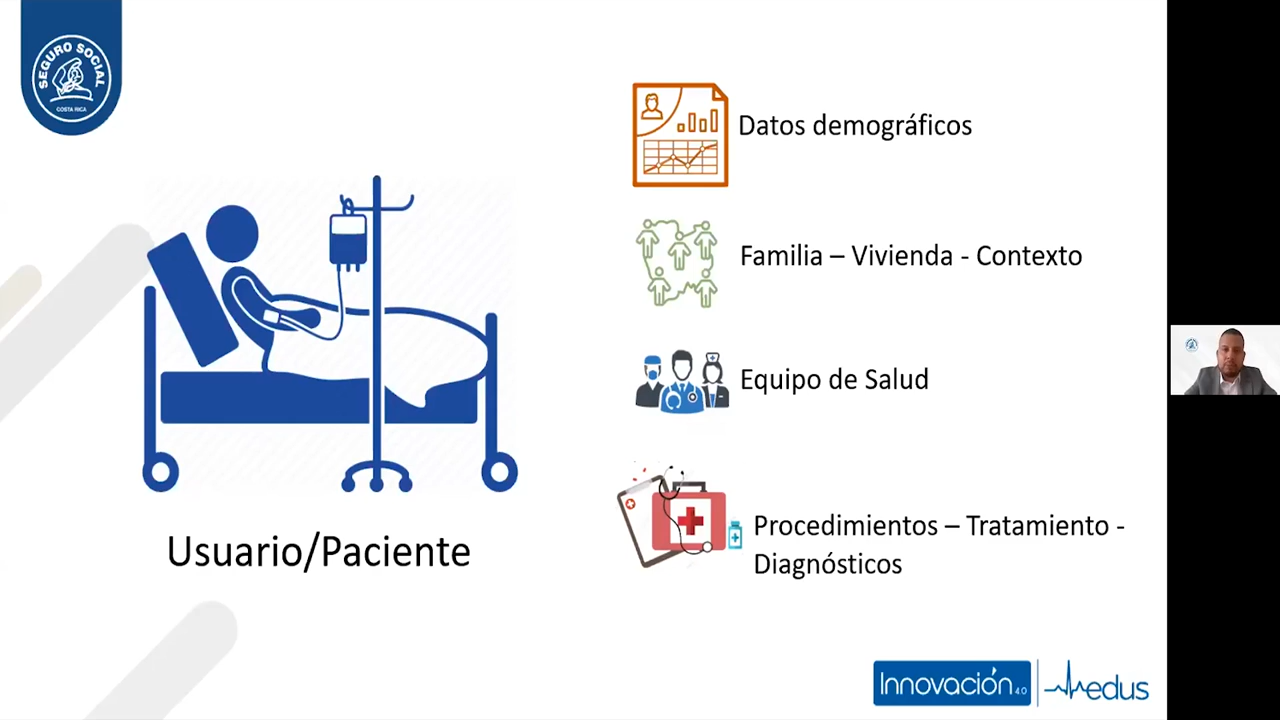 SEGURO SOCIAL
COSTA RICA
Datos demográficos
Familia – Vivienda - Contexto
Equipo de Salud
Procedimientos – Tratamiento -
Diagnósticos
Usuario/Paciente
Innovación 4.0
edus